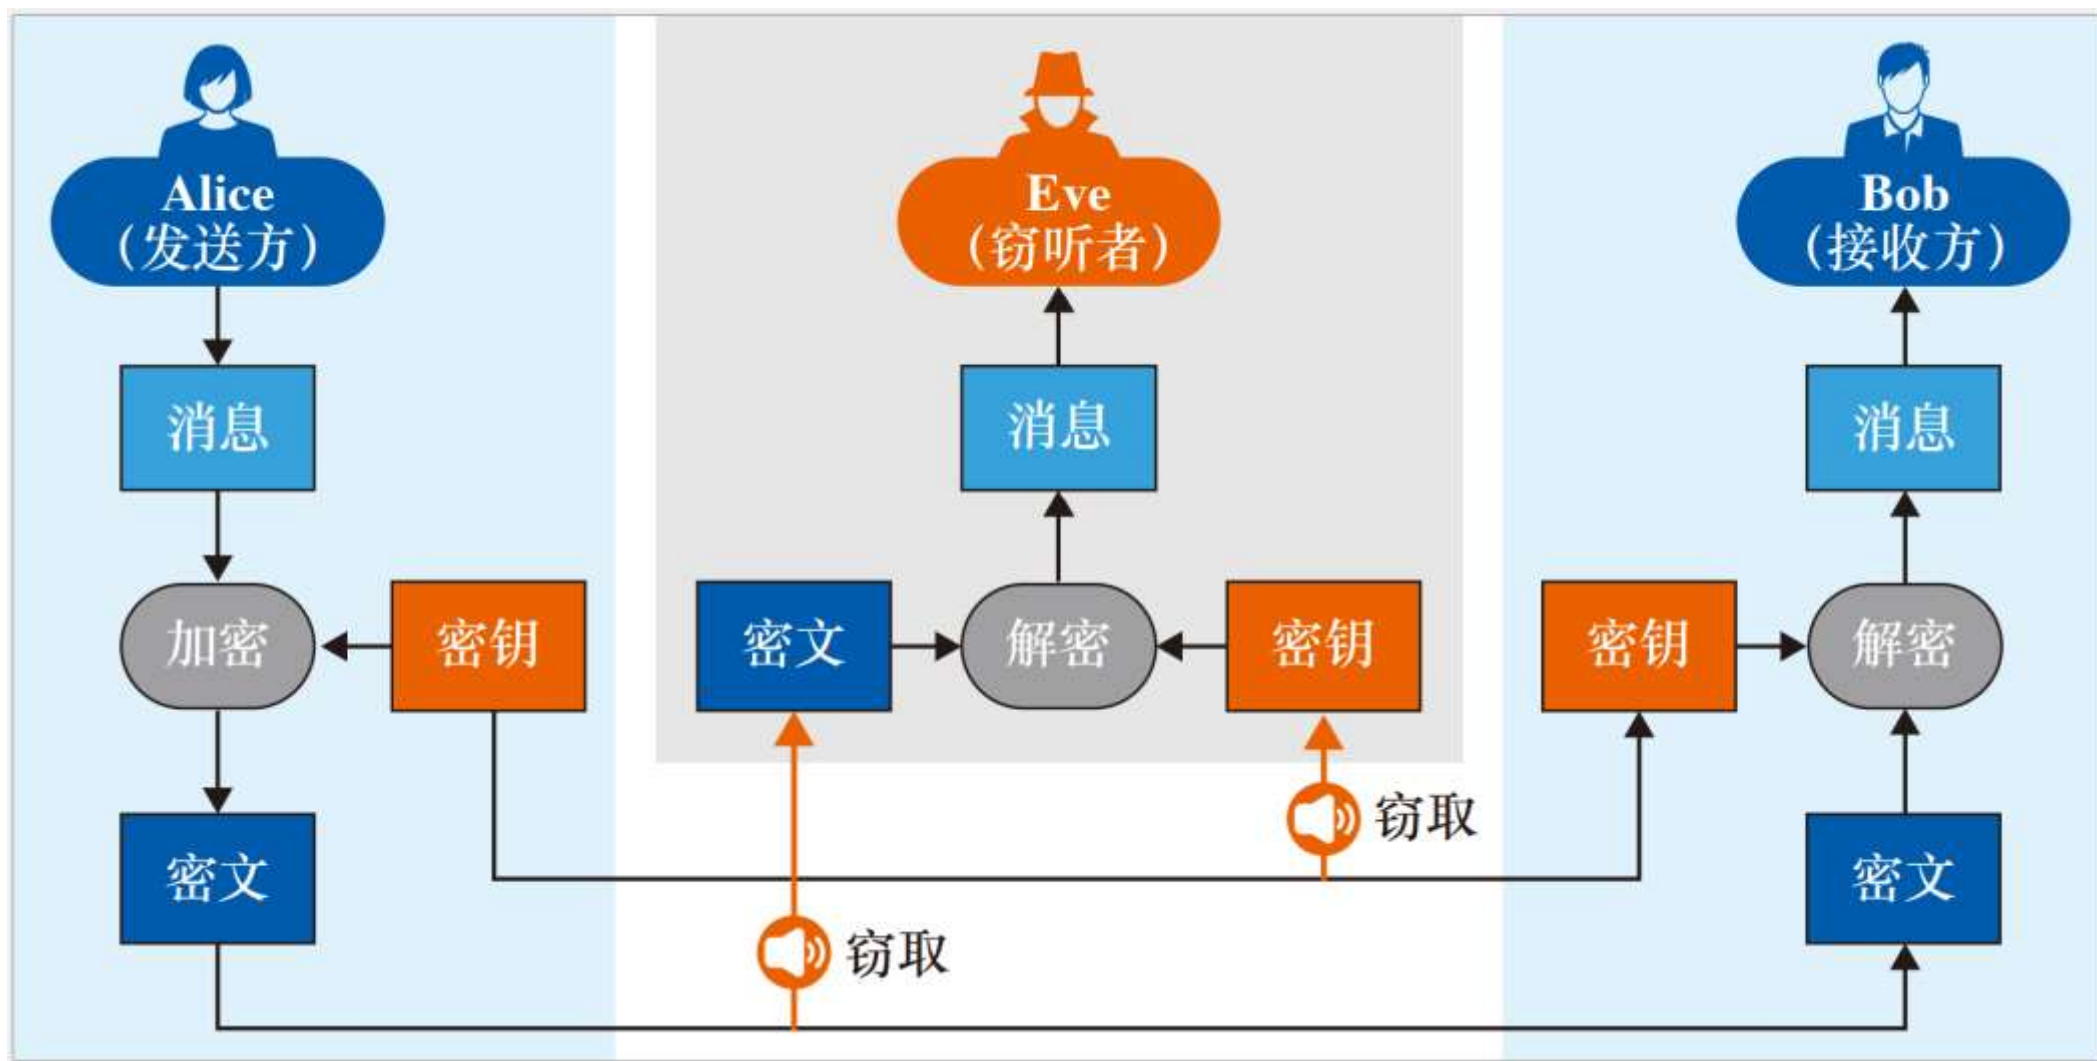 Alice
（发送方）
Eve
（窃听者）
Bob
（接收方）
消息
消息
消息
加密
密钥
密文
解密
密钥
密钥
解密
窃取
密文
密文
窃取